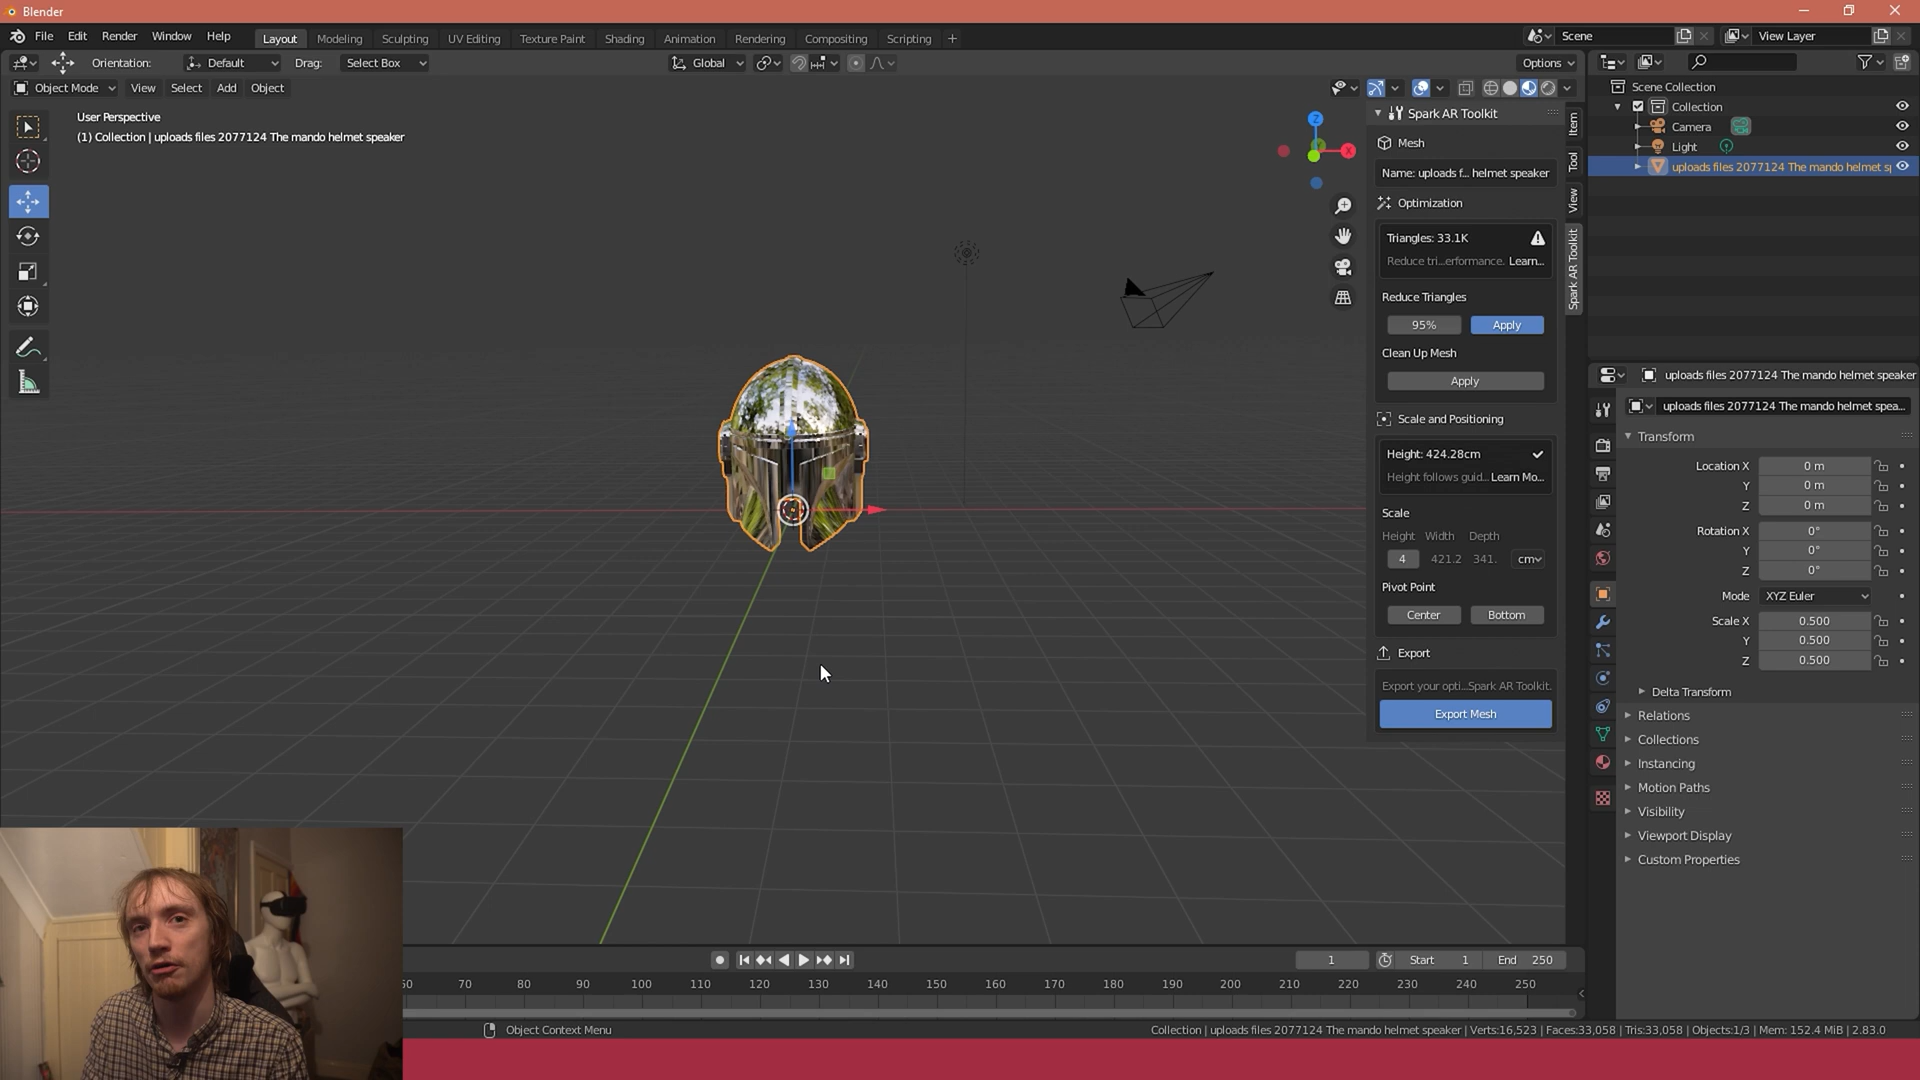 Blender
File Edit Render Window Help
Layout Modeling Sculpting UV Editing Texture Paint Shading Animation Rendering Compositing Scripting +
Scene
View Layer
Orientation: Default Drag: Select Box
Global
Options
Object Mode View Select Add Object
User Perspective
(1) Collection | uploads files 2077124 The mando helmet speaker
Z
X
Spark AR Toolkit
Mesh
Name: uploads f... helmet speaker
Optimization
Triangles: 33.1K
Reduce tri...erformance. Learn...
Reduce Triangles
95% Apply
Clean Up Mesh
Apply
Scale and Positioning
Height: 424.28cm
Height follows guid... Learn Mo...
Scale
Height Width Depth
4 421.2 341. cm
Pivot Point
Center Bottom
Export
Export your opti...Spark AR Toolkit.
Export Mesh
Item
Tool
View
Spark AR Toolkit
Scene Collection
Collection
Camera
Light
uploads files 2077124 The mando helmet s
uploads files 2077124 The mando helmet speaker
uploads files 2077124 The mando helmet spea...
Transform
Location X 0 m
Y 0 m
Z 0 m
Rotation X 0°
Y 0°
Z 0°
Mode XYZ Euler
Scale X 0.500
Y 0.500
Z 0.500
Delta Transform
Relations
Collections
Instancing
Motion Paths
Visibility
Viewport Display
Custom Properties
1 Start 1 End 250
60 70 80 90 100 110 120 130 140 150 160 170 180 190 200 210 220 230 240 250
Object Context Menu
Collection | uploads files 2077124 The mando helmet speaker | Verts:16,523 | Faces:33,058 | Tris:33,058 | Objects:1/3 | Mem: 152.4 MiB | 2.83.0